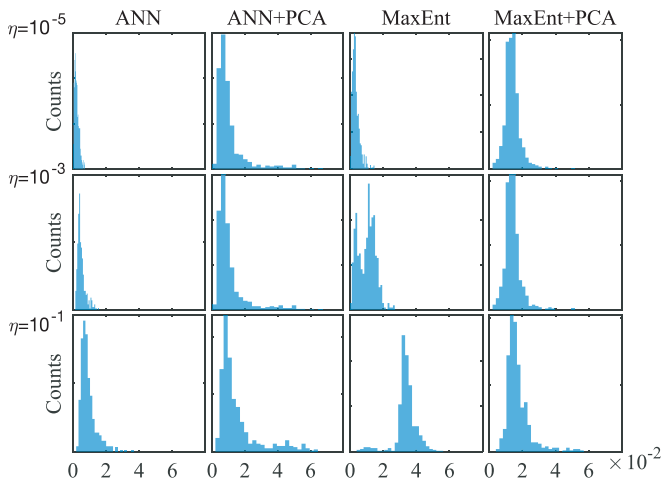 ANN ANN+PCA MaxEnt MaxEnt+PCA
η=10⁻⁵
Counts
η=10⁻³
Counts
η=10⁻¹
Counts
0 2 4 6 0 2 4 6 0 2 4 6 0 2 4 6 ×10⁻²